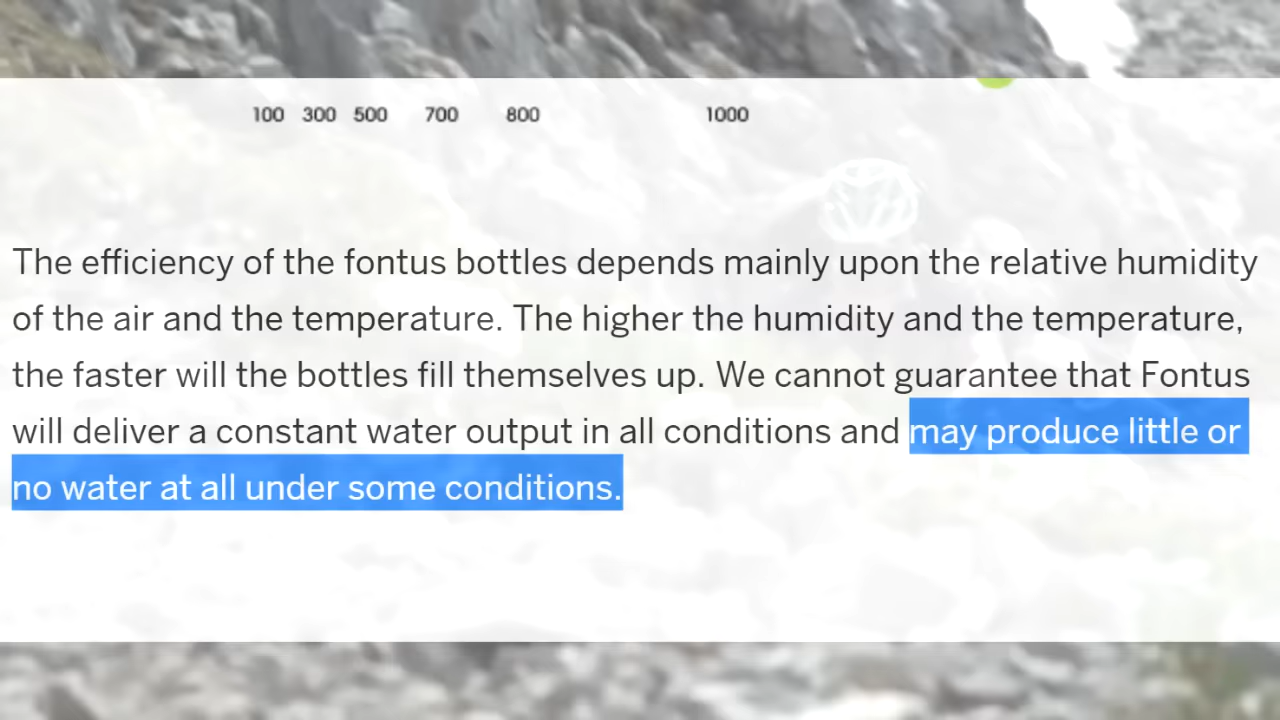 100 300 500 700 800 1000
The efficiency of the fontus bottles depends mainly upon the relative humidity
of the air and the temperature. The higher the humidity and the temperature,
the faster will the bottles fill themselves up. We cannot guarantee that Fontus
will deliver a constant water output in all conditions and may produce little or
no water at all under some conditions.